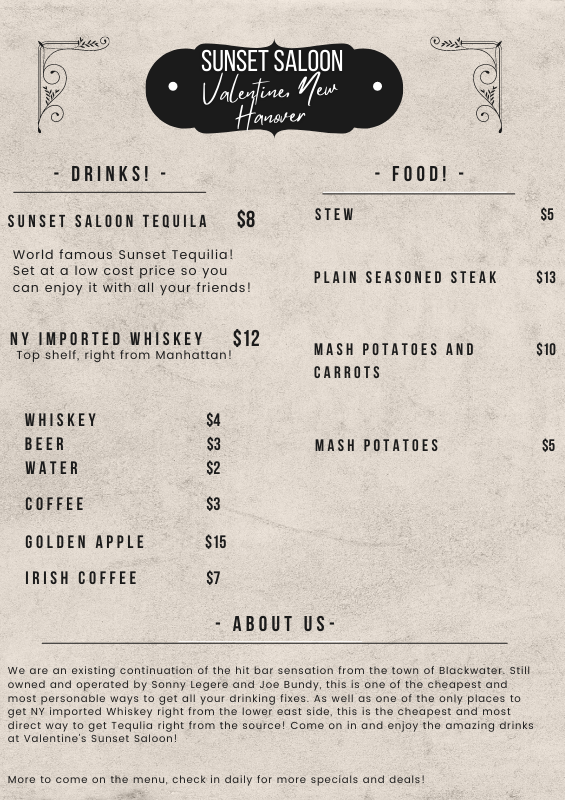 SUNSET SALOON
Valentine, New
Hanover
- DRINKS! -
SUNSET SALOON TEQUILA $8
World famous Sunset Tequila!
Set at a low cost price so you
can enjoy it with all your friends!
NY IMPORTED WHISKEY $12
Top shelf, right from Manhattan!
WHISKEY $4
BEER $3
WATER $2
COFFEE $3
GOLDEN APPLE $15
IRISH COFFEE $7
- FOOD! -
STEW $5
PLAIN SEASONED STEAK $13
MASH POTATOES AND $10
CARROTS
MASH POTATOES $5
- ABOUT US-
We are an existing continuation of the hit bar sensation from the town of Blackwater. Still
owned and operated by Sonny Legere and Joe Bundy, this is one of the cheapest and
most personable ways to get all your drinking fixes. As well as one of the only places to
get NY imported Whiskey right from the lower east side, this is the cheapest and most
direct way to get Tequlia right from the source! Come on in and enjoy the amazing drinks
at Valentine's Sunset Saloon!
More to come on the menu, check in daily for more specials and deals!